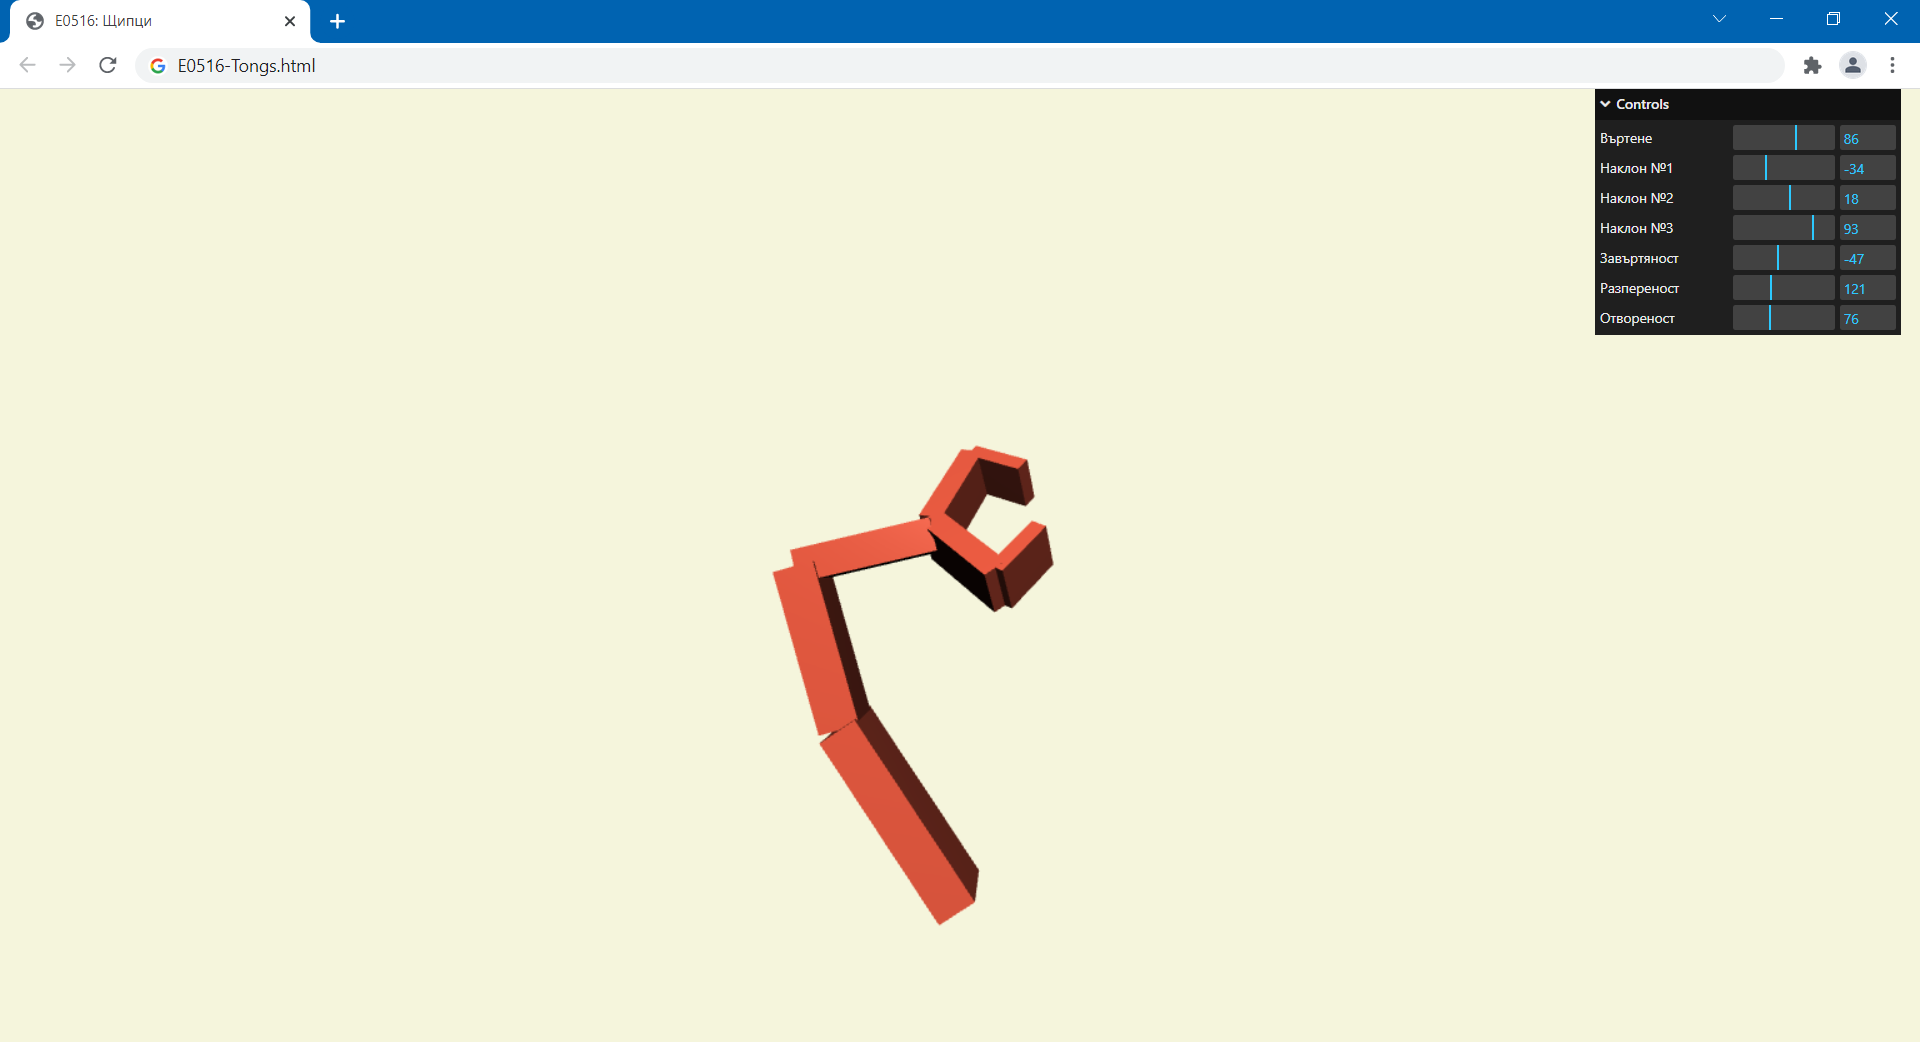 E0516: Щипци
E0516-Tongs.html
Controls
Въртене 86
Наклон №1 -34
Наклон №2 18
Наклон №3 93
Завъртяност -47
Разпереност 121
Отвореност 76